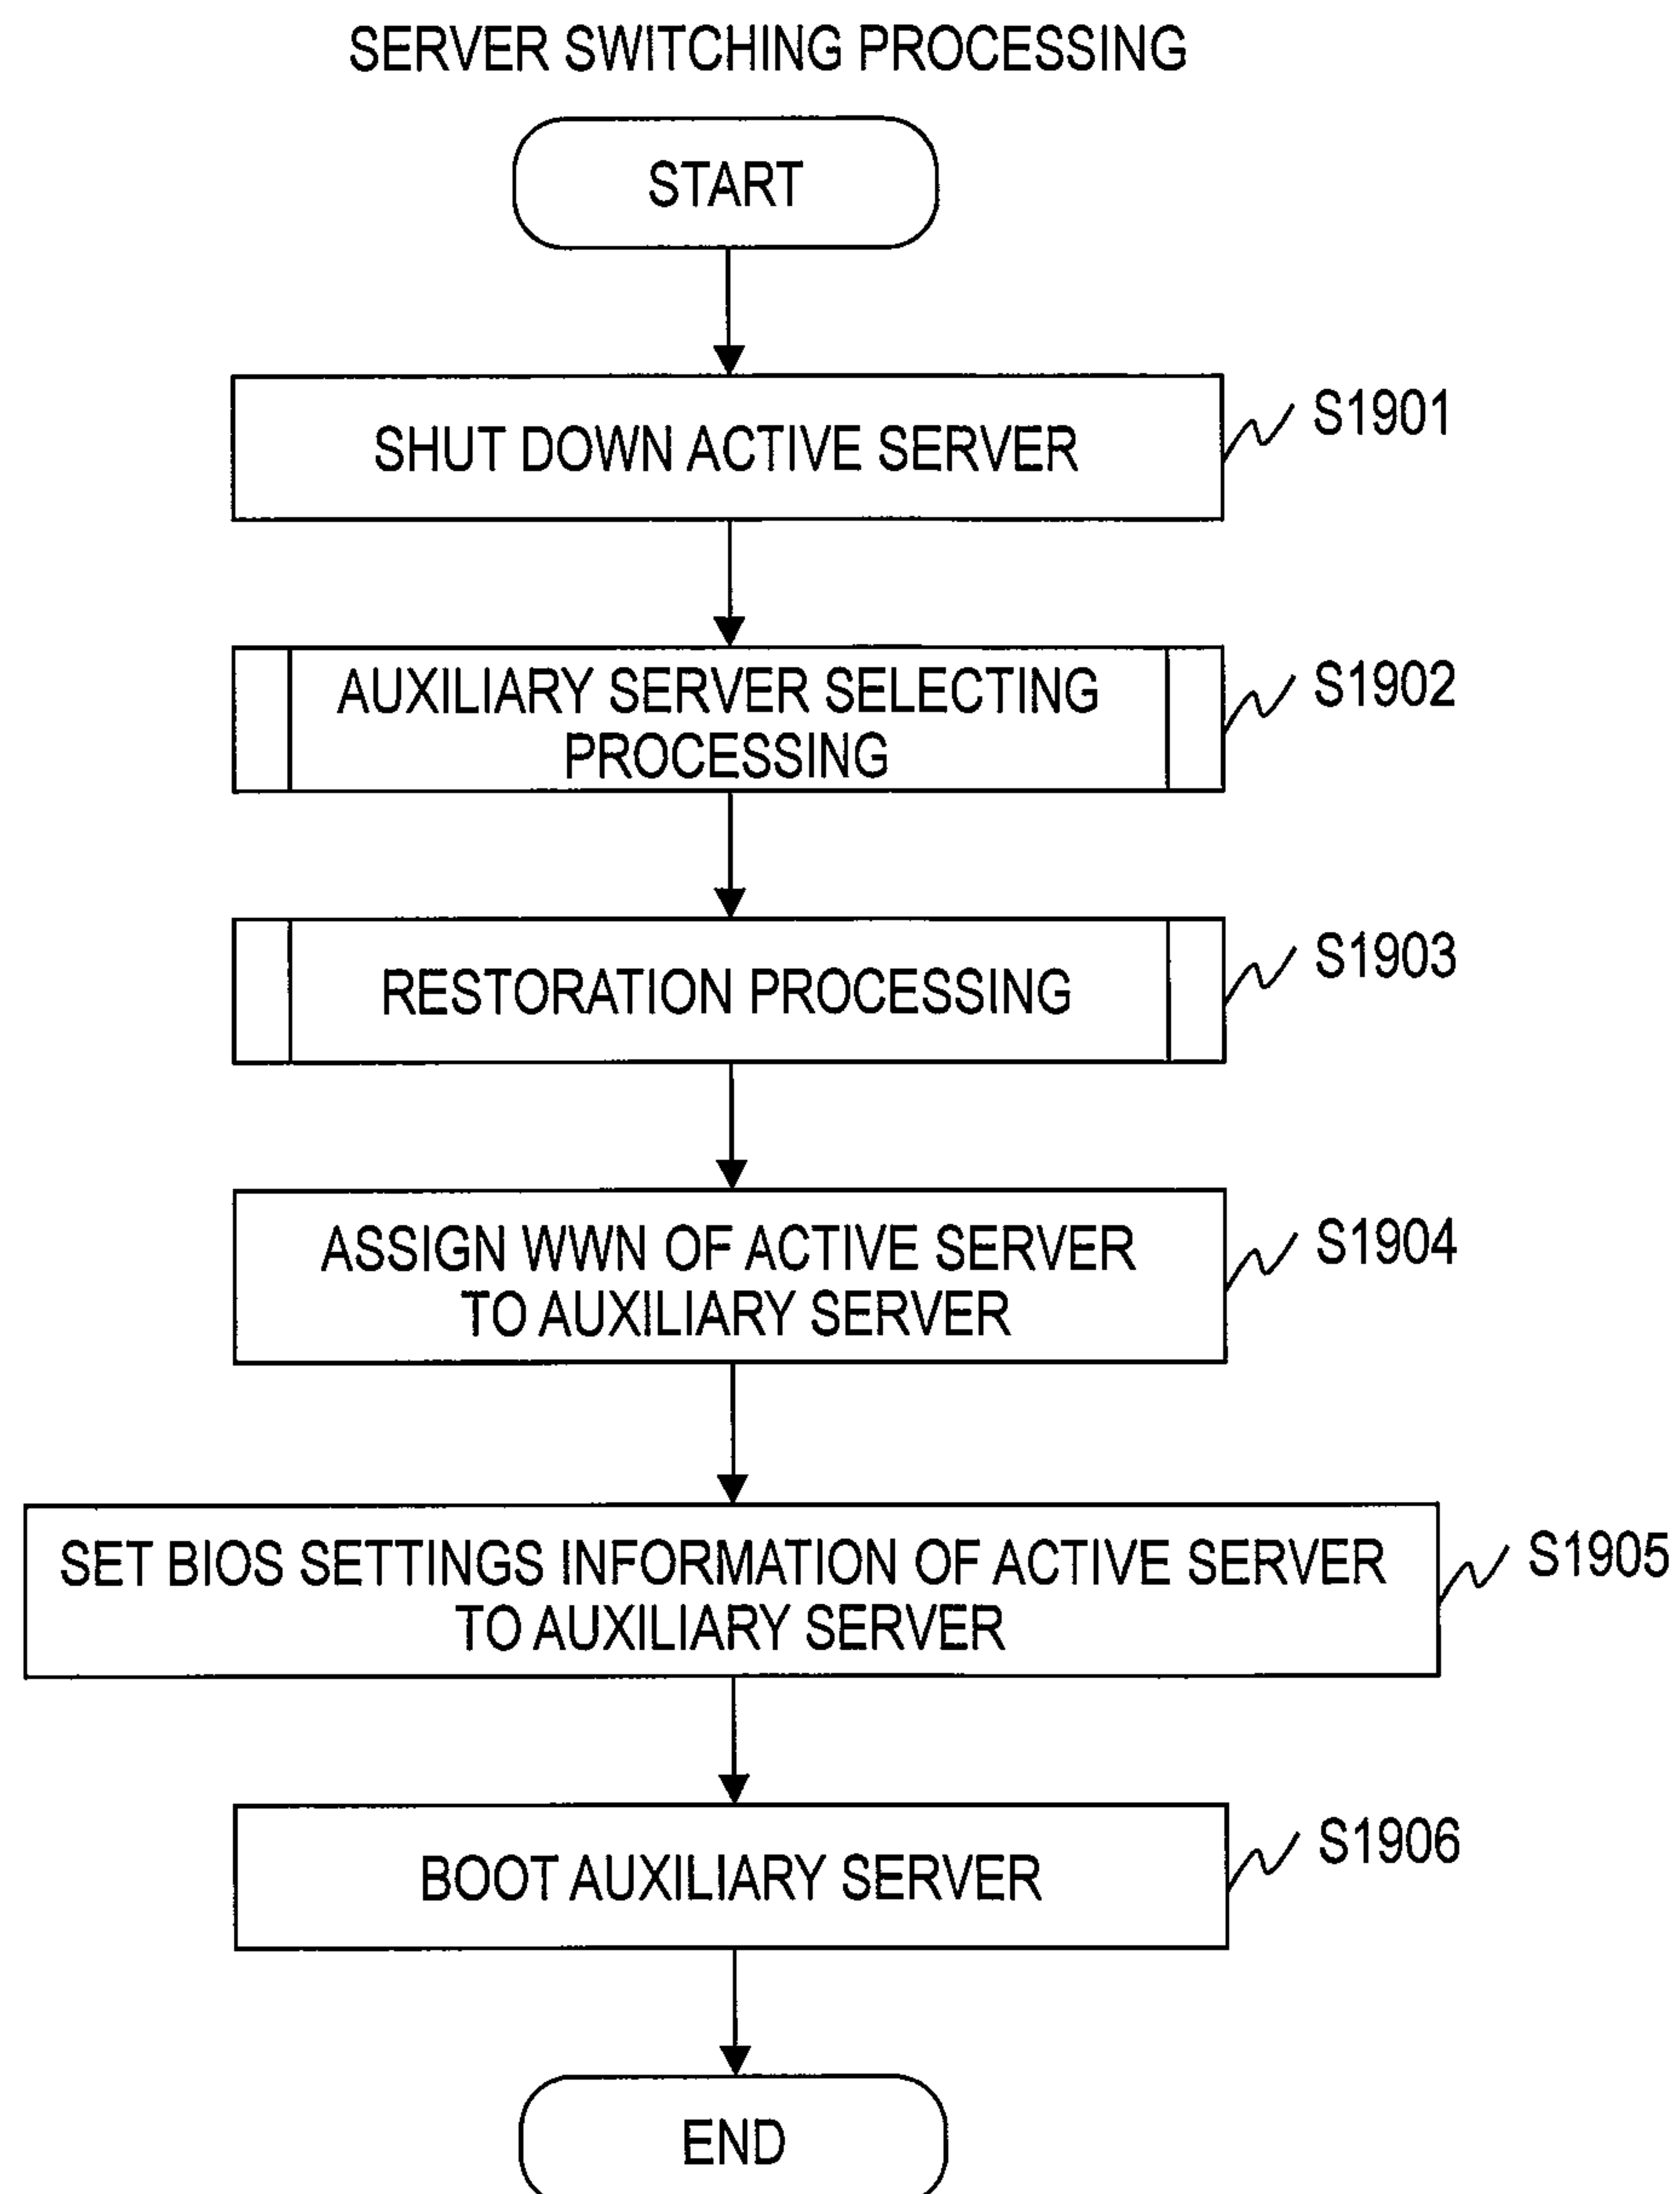 SERVER SWITCHING PROCESSING
START
SHUT DOWN ACTIVE SERVER
S1901
AUXILIARY SERVER SELECTING
PROCESSING
S1902
RESTORATION PROCESSING
S1903
ASSIGN WWN OF ACTIVE SERVER
TO AUXILIARY SERVER
S1904
SET BIOS SETTINGS INFORMATION OF ACTIVE SERVER
TO AUXILIARY SERVER
S1905
BOOT AUXILIARY SERVER
S1906
END